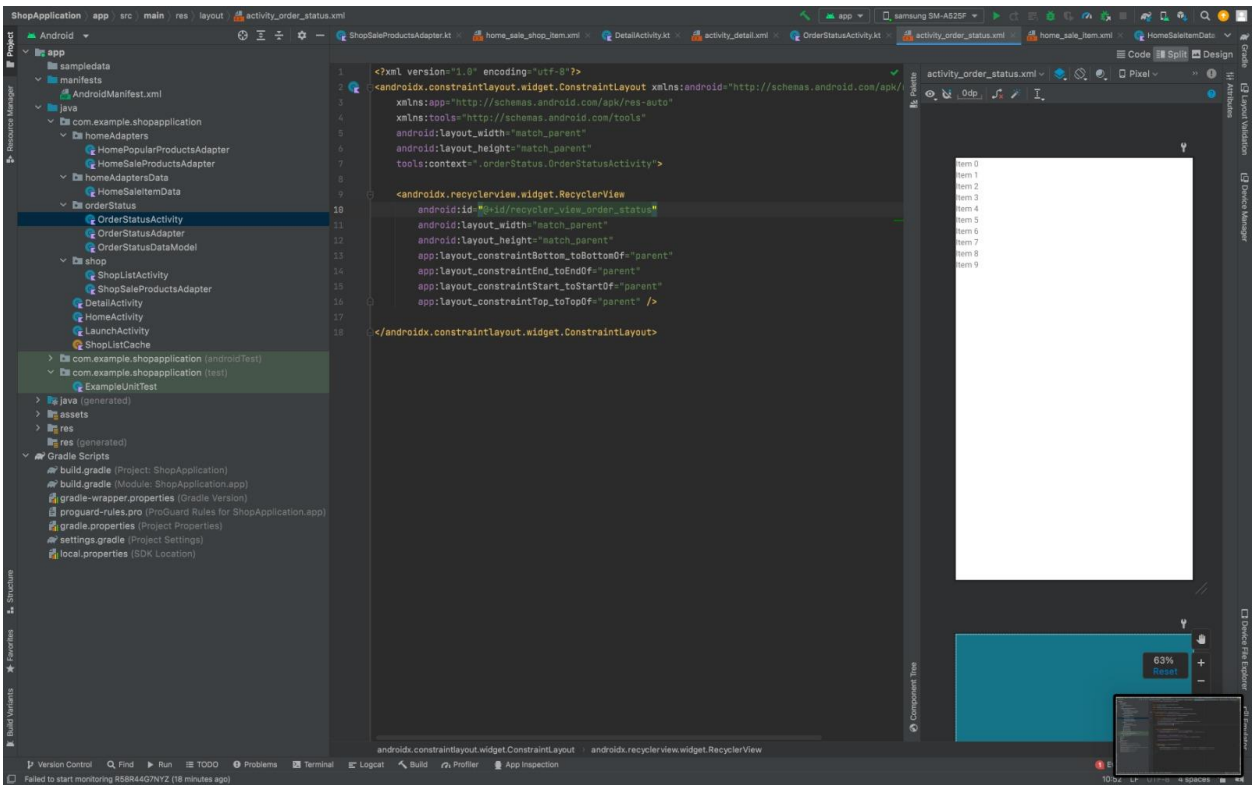 ShopApplication app src main res layout activity_order_status.xml
app samsung SM-A525F
Android
ShopSaleProductsAdapter.kt home_sale_shop_item.xml DetailActivity.kt activity_detail.xml OrderStatusActivity.kt activity_order_status.xml home_sale_item.xml HomeSaleItemData
Code Split Design
Project
Resource Manager
Structure
Favorites
Build Variants
app
sampledata
manifests
AndroidManifest.xml
java
com.example.shopapplication
homeAdapters
HomePopularProductsAdapter
HomeSaleProductsAdapter
homeAdaptersData
HomeSaleItemData
orderStatus
OrderStatusActivity
OrderStatusAdapter
OrderStatusDataModel
shop
ShopListActivity
ShopSaleProductsAdapter
DetailActivity
HomeActivity
LaunchActivity
ShopListCache
com.example.shopapplication (androidTest)
com.example.shopapplication (test)
ExampleUnitTest
java (generated)
assets
res
res (generated)
Gradle Scripts
build.gradle (Project: ShopApplication)
build.gradle (Module: ShopApplication.app)
gradle-wrapper.properties (Gradle Version)
proguard-rules.pro (ProGuard Rules for ShopApplication.app)
gradle.properties (Project Properties)
settings.gradle (Project Settings)
local.properties (SDK Location)
1 <?xml version="1.0" encoding="utf-8"?>
2 <androidx.constraintlayout.widget.ConstraintLayout xmlns:android="http://schemas.android.com/apk/
3 xmlns:app="http://schemas.android.com/apk/res-auto"
4 xmlns:tools="http://schemas.android.com/tools"
5 android:layout_width="match_parent"
6 android:layout_height="match_parent"
7 tools:context=".orderStatus.OrderStatusActivity">
8
9 <androidx.recyclerview.widget.RecyclerView
10 android:id="@+id/recycler_view_order_status"
11 android:layout_width="match_parent"
12 android:layout_height="match_parent"
13 app:layout_constraintBottom_toBottomOf="parent"
14 app:layout_constraintEnd_toEndOf="parent"
15 app:layout_constraintStart_toStartOf="parent"
16 app:layout_constraintTop_toTopOf="parent" />
17
18 </androidx.constraintlayout.widget.ConstraintLayout>
androidx.constraintlayout.widget.ConstraintLayout androidx.recyclerview.widget.RecyclerView
Palette
Component Tree
activity_order_status.xml Pixel
0dp
Item 0
Item 1
Item 2
Item 3
Item 4
Item 5
Item 6
Item 7
Item 8
Item 9
63%
Reset
Attributes
Gradle
Layout Validation
Device Manager
Device File Explorer
Version Control Find Run TODO Problems Terminal Logcat Build Profiler App Inspection
Failed to start monitoring R58R44G7NYZ (18 minutes ago)
10:52 LF UTF-8 4 spaces